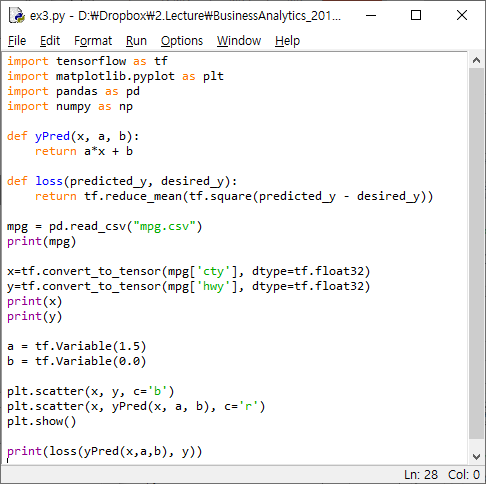 ex3.py - D:₩Dropbox₩2.Lecture₩BusinessAnalytics_201...
File Edit Format Run Options Window Help
import tensorflow as tf
import matplotlib.pyplot as plt
import pandas as pd
import numpy as np
def yPred(x, a, b):
    return a*x + b
def loss(predicted_y, desired_y):
    return tf.reduce_mean(tf.square(predicted_y - desired_y))
mpg = pd.read_csv("mpg.csv")
print(mpg)
x=tf.convert_to_tensor(mpg['cty'], dtype=tf.float32)
y=tf.convert_to_tensor(mpg['hwy'], dtype=tf.float32)
print(x)
print(y)
a = tf.Variable(1.5)
b = tf.Variable(0.0)
plt.scatter(x, y, c='b')
plt.scatter(x, yPred(x, a, b), c='r')
plt.show()
print(loss(yPred(x,a,b), y))
Ln: 28 Col: 0